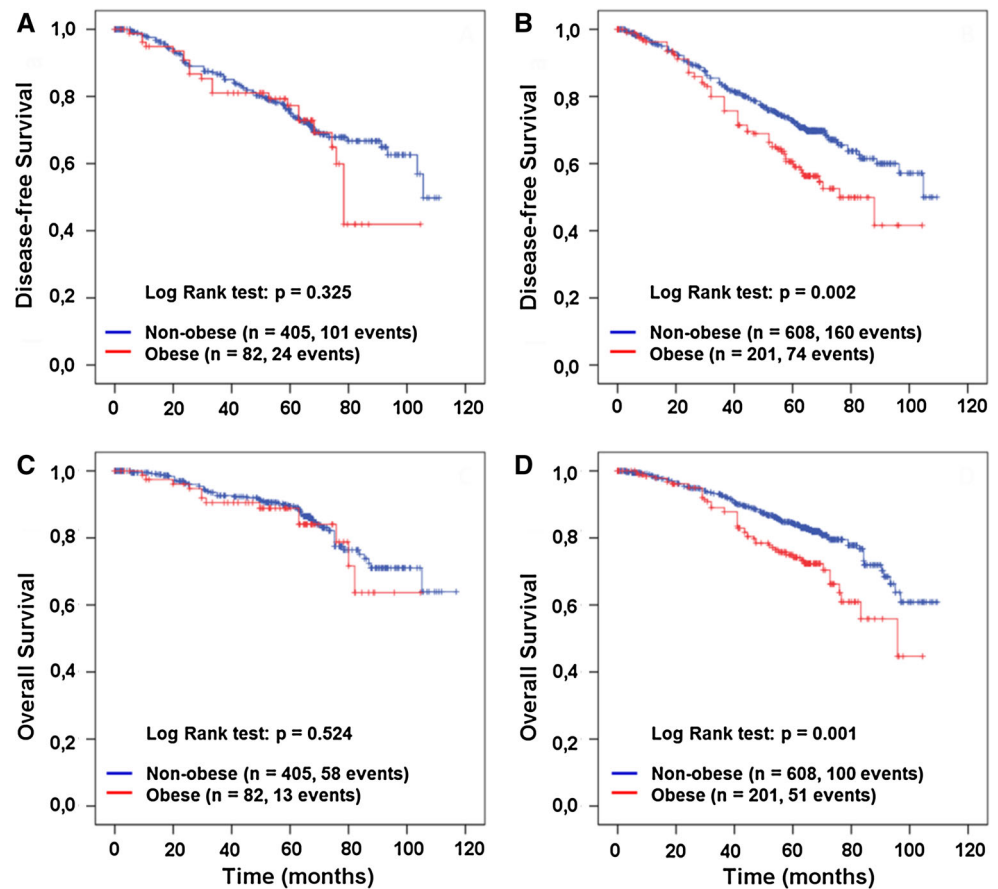 A
Disease-free Survival
1,0
0,8
0,6
0,4
0,2
0,0
Log Rank test: p = 0.325
Non-obese (n = 405, 101 events)
Obese (n = 82, 24 events)
0 20 40 60 80 100 120
B
Disease-free Survival
1,0
0,8
0,6
0,4
0,2
0,0
Log Rank test: p = 0.002
Non-obese (n = 608, 160 events)
Obese (n = 201, 74 events)
0 20 40 60 80 100 120
C
Overall Survival
1,0
0,8
0,6
0,4
0,2
0,0
Log Rank test: p = 0.524
Non-obese (n = 405, 58 events)
Obese (n = 82, 13 events)
0 20 40 60 80 100 120
Time (months)
D
Overall Survival
1,0
0,8
0,6
0,4
0,2
0,0
Log Rank test: p = 0.001
Non-obese (n = 608, 100 events)
Obese (n = 201, 51 events)
0 20 40 60 80 100 120
Time (months)